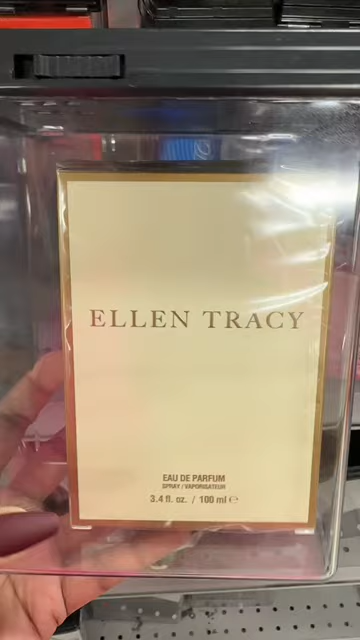 ELLEN TRACY
EAU DE PARFUM
SPRAY / VAPORISATEUR
3.4 fl. oz. / 100 ml ℮